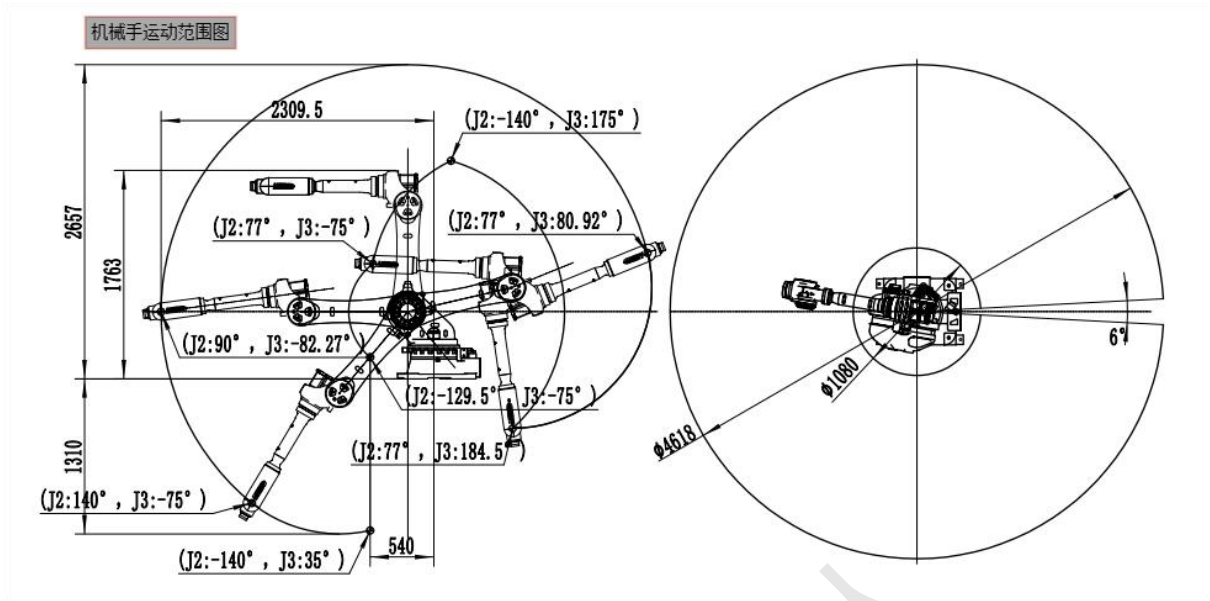 机械手运动范围图
2309.5
(J2:-140°, J3:175°)
2657
1763
(J2:77°, J3:-75°)
(J2:77°, J3:80.92°)
(J2:90°, J3:-82.27°)
(J2:-129.5° J3:-75°)
(J2:77°, J3:184.5°)
1310
(J2:140°, J3:-75°)
(J2:-140°, J3:35°)
540
6°
φ1080
φ4618